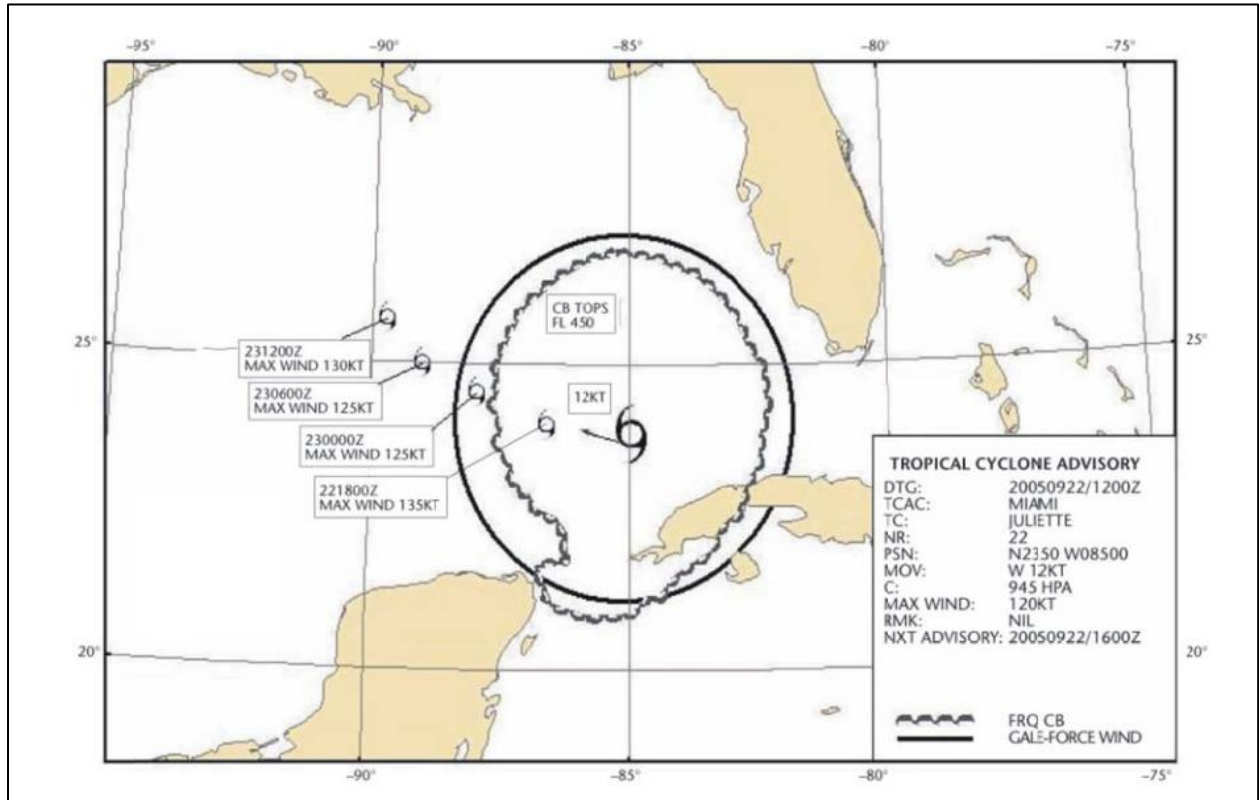 -95° -90° -85° -80° -75°
CB TOPS
FL 450
25° 25°
231200Z
MAX WIND 130KT
230600Z
MAX WIND 125KT
12KT
230000Z
MAX WIND 125KT
221800Z
MAX WIND 135KT
TROPICAL CYCLONE ADVISORY
DTG: 20050922/1200Z
TCAC: MIAMI
TC: JULIETTE
NR: 22
PSN: N2350 W08500
MOV: W 12KT
C: 945 HPA
MAX WIND: 120KT
RMK: NIL
NXT ADVISORY: 20050922/1600Z
20° 20°
FRQ CB
GALE-FORCE WIND
-90° -85° -80° -75°